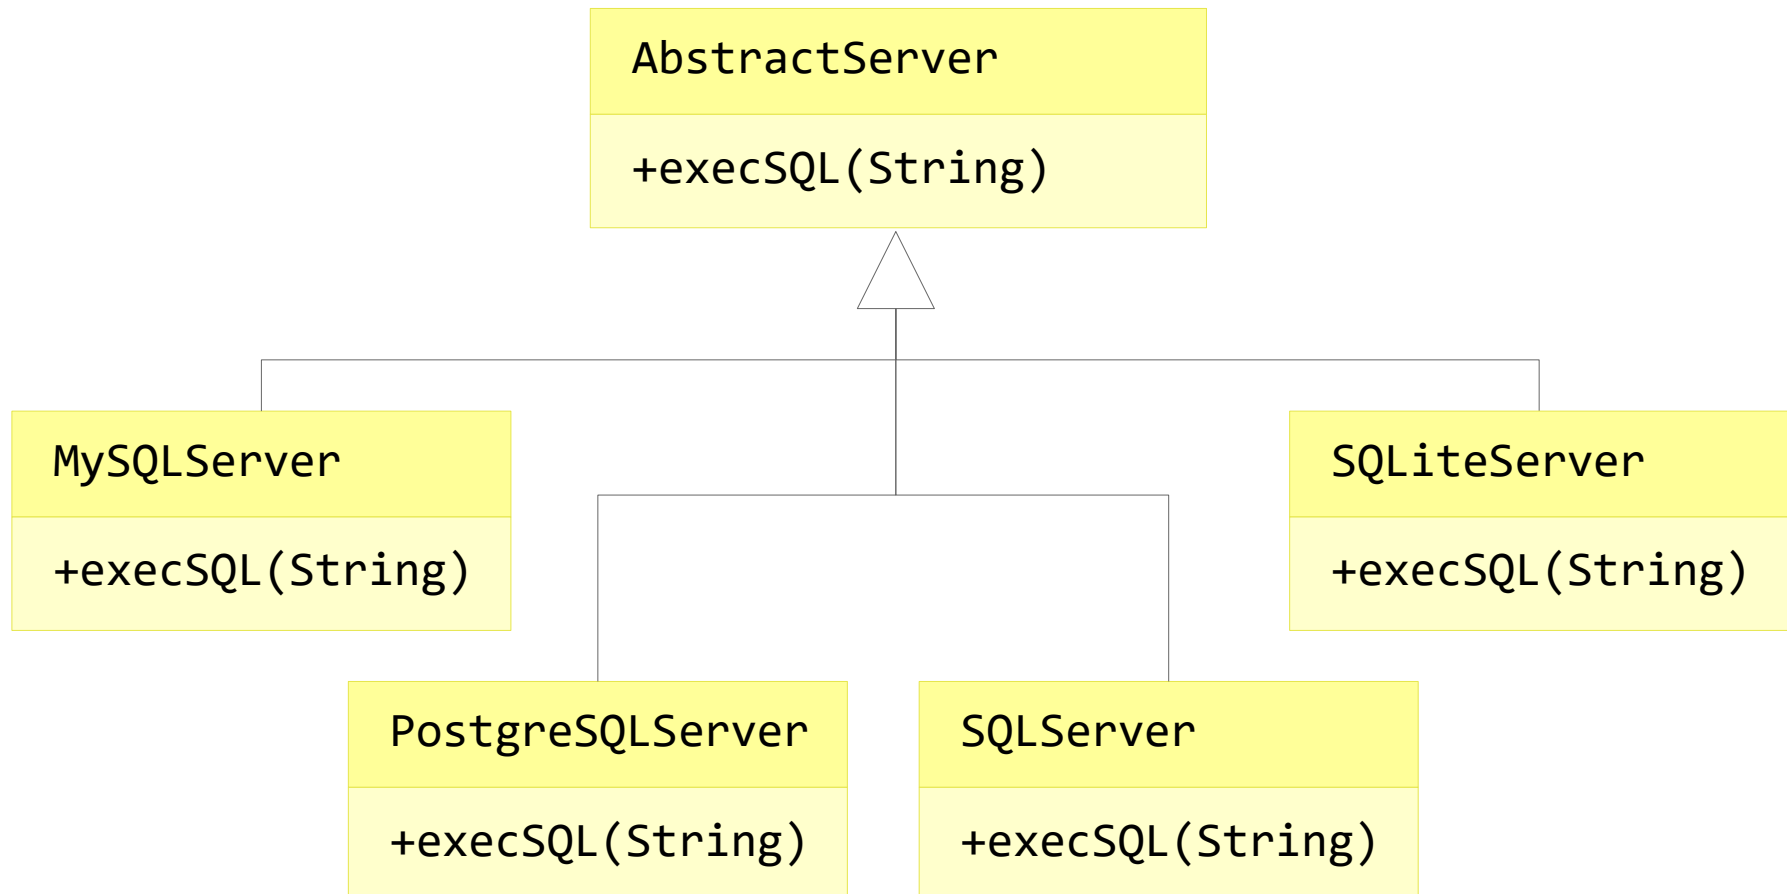 AbstractServer
+execSQL(String)
MySQLServer
+execSQL(String)
SQLiteServer
+execSQL(String)
PostgreSQLServer
+execSQL(String)
SQLServer
+execSQL(String)